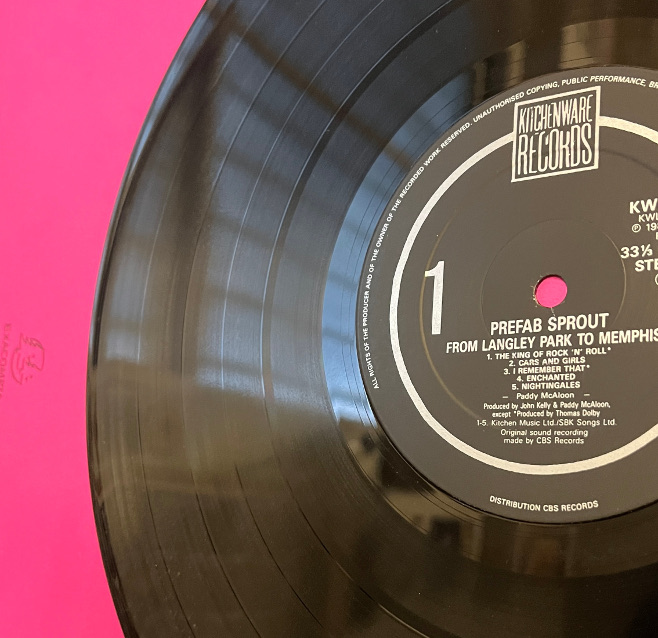 ALL RIGHTS OF THE PRODUCER AND OF THE OWNER OF THE RECORDED WORK RESERVED. UNAUTHORISED COPYING, PUBLIC PERFORMANCE, BR
KITCHENWARE
RECORDS
KW
KWL
℗ 19
33⅓
STE
1
PREFAB SPROUT
FROM LANGLEY PARK TO MEMPHIS
1. THE KING OF ROCK 'N' ROLL*
2. CARS AND GIRLS
3. I REMEMBER THAT*
4. ENCHANTED
5. NIGHTINGALES
— Paddy McAloon —
Produced by John Kelly & Paddy McAloon,
except *Produced by Thomas Dolby
1-5. Kitchen Music Ltd./SBK Songs Ltd.
Original sound recording
made by CBS Records
DISTRIBUTION CBS RECORDS